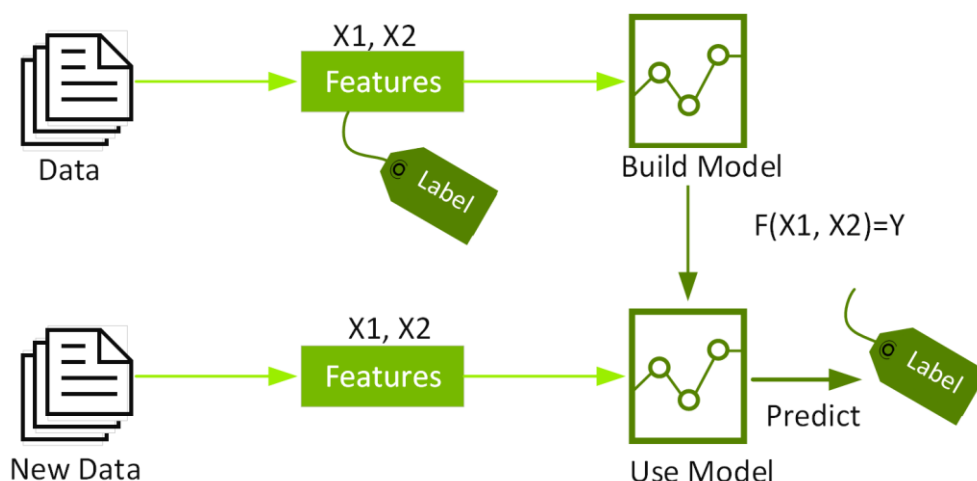 X1, X2
Features
Label
Data
Build Model
F(X1, X2)=Y
X1, X2
Features
Label
Predict
New Data
Use Model